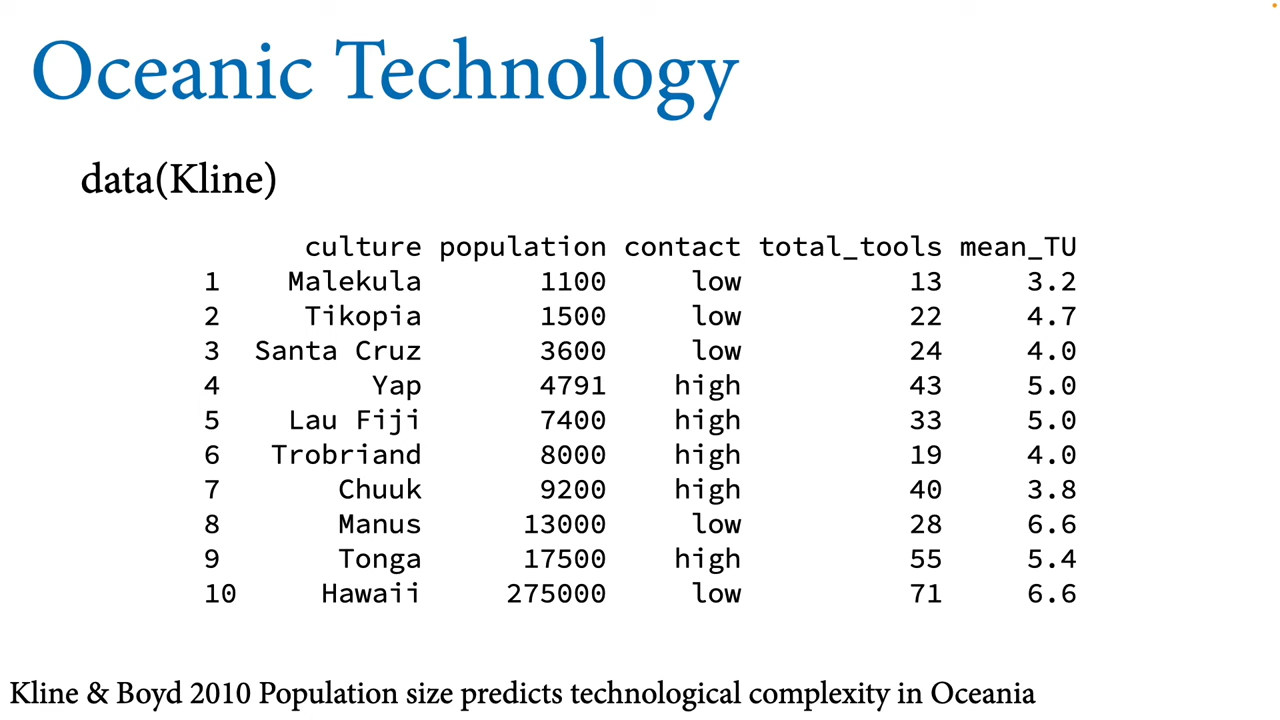 Oceanic Technology
data(Kline)
culture population contact total_tools mean_TU
1 Malekula 1100 low 13 3.2
2 Tikopia 1500 low 22 4.7
3 Santa Cruz 3600 low 24 4.0
4 Yap 4791 high 43 5.0
5 Lau Fiji 7400 high 33 5.0
6 Trobriand 8000 high 19 4.0
7 Chuuk 9200 high 40 3.8
8 Manus 13000 low 28 6.6
9 Tonga 17500 high 55 5.4
10 Hawaii 275000 low 71 6.6
Kline & Boyd 2010 Population size predicts technological complexity in Oceania